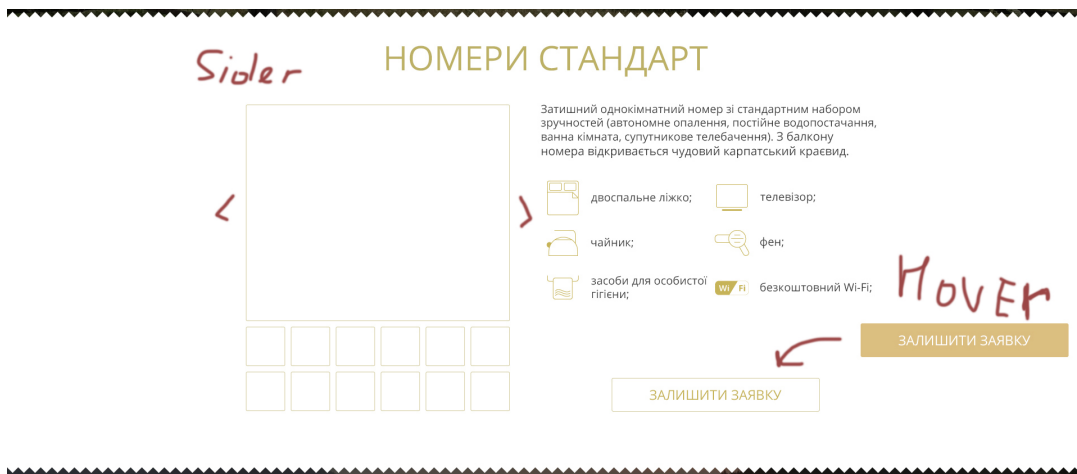 Sider
НОМЕРИ СТАНДАРТ
Затишний однокімнатний номер зі стандартним набором
зручностей (автономне опалення, постійне водопостачання,
ванна кімната, супутникове телебачення). З балкону
номера відкривається чудовий карпатський краєвид.
двоспальне ліжко;
телевізор;
чайник;
фен;
засоби для особистої
гігієни;
Wi Fi
безкоштовний Wi-Fi;
HOVEr
ЗАЛИШИТИ ЗАЯВКУ
ЗАЛИШИТИ ЗАЯВКУ